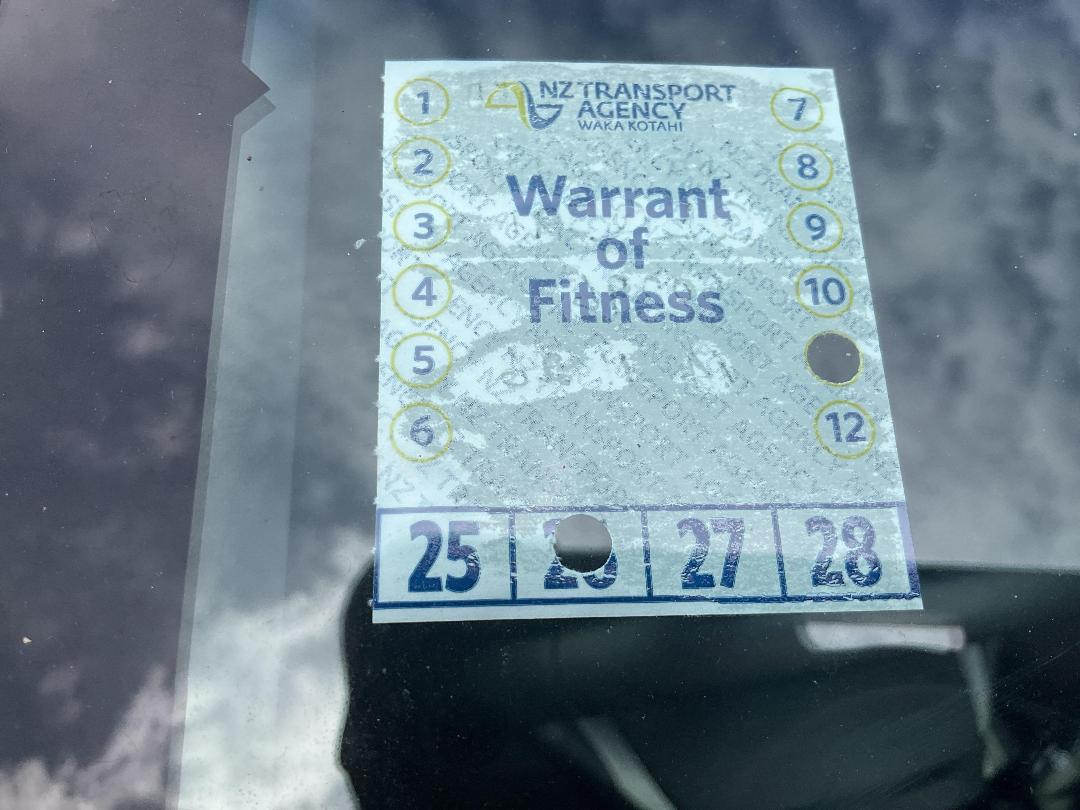 NZ TRANSPORT
AGENCY
WAKA KOTAHI
Warrant
of
Fitness
1
2
3
4
5
6
7
8
9
10
12
25 26 27 28